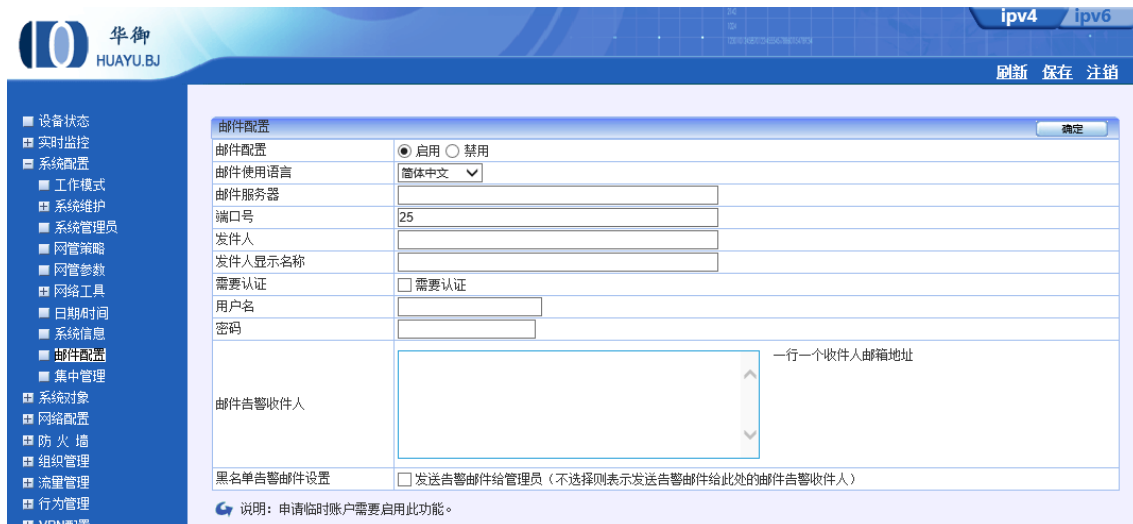 华御
HUAYU.BJ
ipv4
ipv6
刷新 保存 注销
设备状态
实时监控
系统配置
工作模式
系统维护
系统管理员
网管策略
网管参数
网络工具
日期/时间
系统信息
邮件配置
集中管理
系统对象
网络配置
防 火 墙
组织管理
流量管理
行为管理
邮件配置 确定
邮件配置 启用 禁用
邮件使用语言 简体中文
邮件服务器
端口号 25
发件人
发件人显示名称
需要认证 需要认证
用户名
密码
一行一个收件人邮箱地址
邮件告警收件人
黑名单告警邮件设置 发送告警邮件给管理员（不选择则表示发送告警邮件给此处的邮件告警收件人）
说明：申请临时账户需要启用此功能。